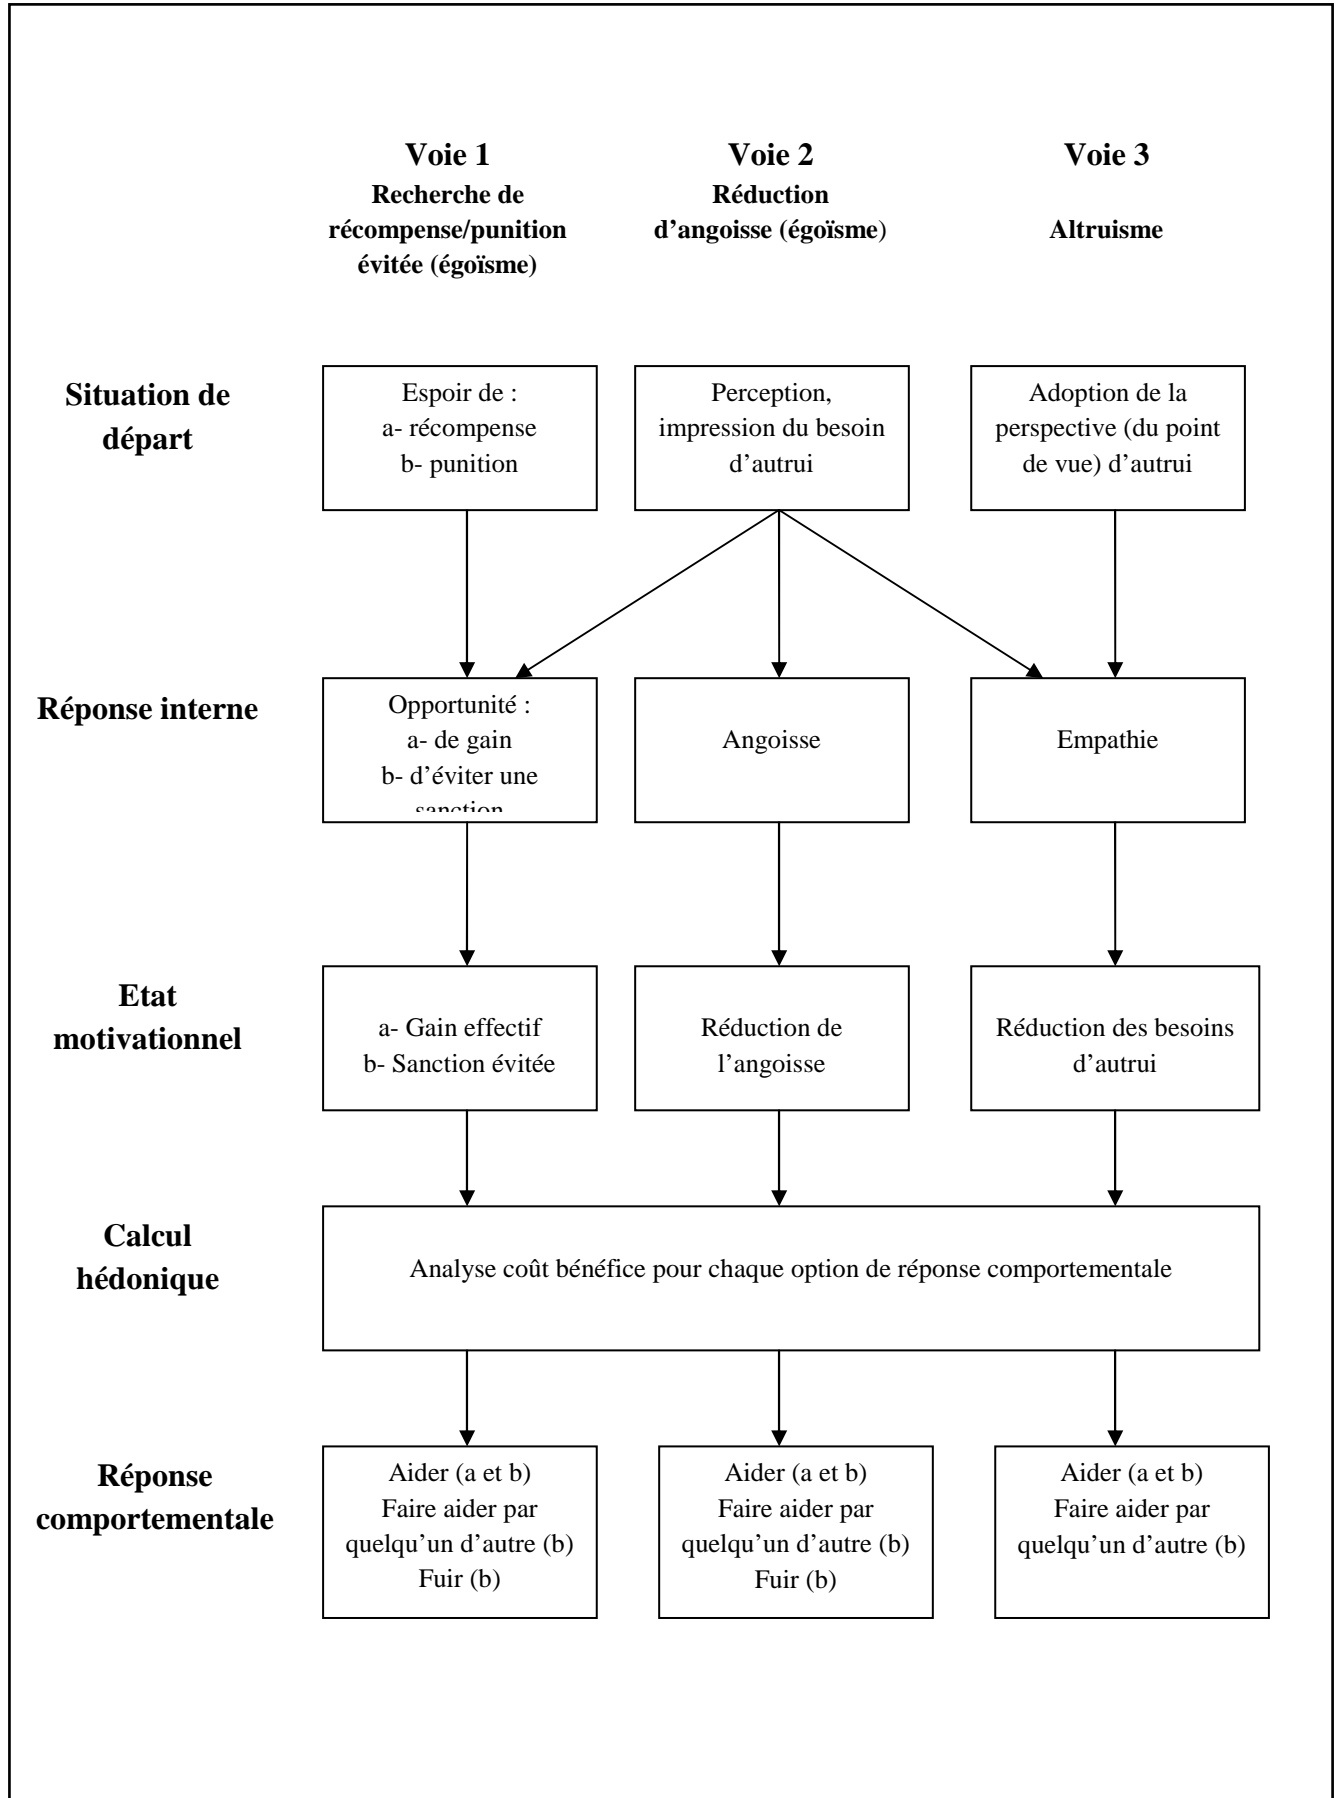 Voie 1
Recherche de
récompense/punition
évitée (égoïsme)
Voie 2
Réduction
d’angoisse (égoïsme)
Voie 3
Altruisme
Situation de
départ
Espoir de :
a- récompense
b- punition
Perception,
impression du besoin
d’autrui
Adoption de la
perspective (du point
de vue) d’autrui
Réponse interne
Opportunité :
a- de gain
b- d’éviter une
sanction
Angoisse
Empathie
Etat
motivationnel
a- Gain effectif
b- Sanction évitée
Réduction de
l’angoisse
Réduction des besoins
d’autrui
Calcul
hédonique
Analyse coût bénéfice pour chaque option de réponse comportementale
Réponse
comportementale
Aider (a et b)
Faire aider par
quelqu’un d’autre (b)
Fuir (b)
Aider (a et b)
Faire aider par
quelqu’un d’autre (b)
Fuir (b)
Aider (a et b)
Faire aider par
quelqu’un d’autre (b)